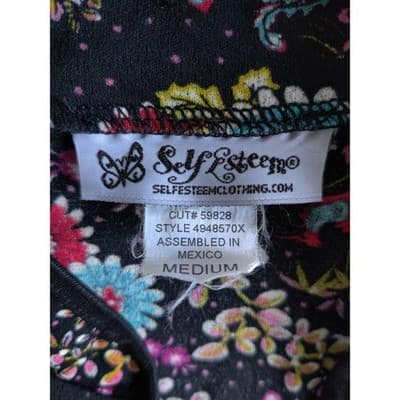 Self Esteem®
SELFESTEEMCLOTHING.COM
CUT# 59828
STYLE 4948570X
ASSEMBLED IN
MEXICO
MEDIUM